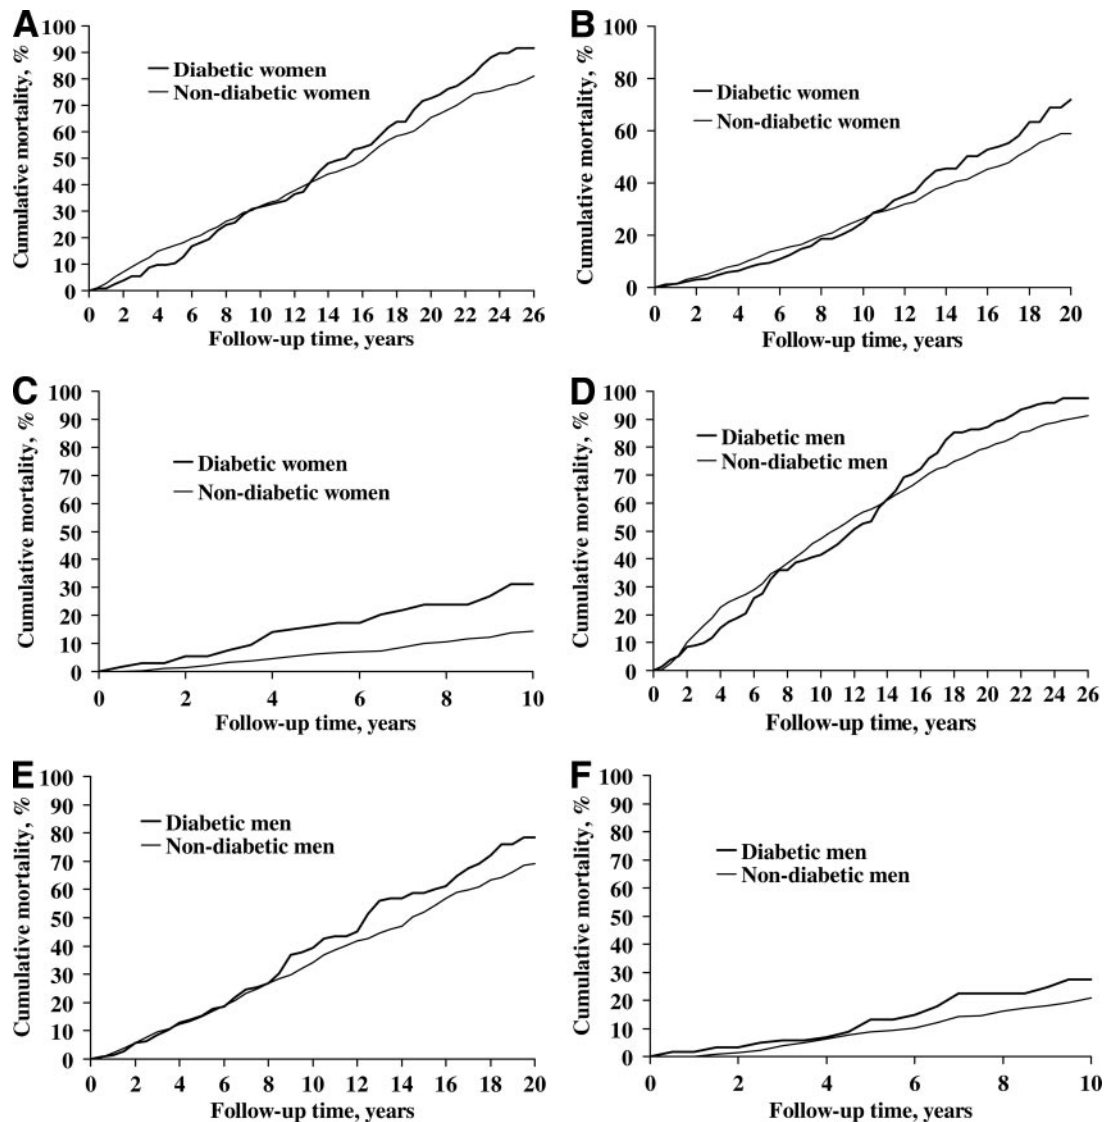 A
Cumulative mortality, %
100
90
80
70
60
50
40
30
20
10
0
Diabetic women
Non-diabetic women
0 2 4 6 8 10 12 14 16 18 20 22 24 26
Follow-up time, years
B
Cumulative mortality, %
100
80
60
40
20
0
Diabetic women
Non-diabetic women
0 2 4 6 8 10 12 14 16 18 20
Follow-up time, years
C
Cumulative mortality, %
100
90
80
70
60
50
40
30
20
10
0
Diabetic women
Non-diabetic women
0 2 4 6 8 10
Follow-up time, years
D
Cumulative mortality, %
100
90
80
70
60
50
40
30
20
10
0
Diabetic men
Non-diabetic men
0 2 4 6 8 10 12 14 16 18 20 22 24 26
Follow-up time, years
E
Cumulative mortality, %
100
90
80
70
60
50
40
30
20
10
0
Diabetic men
Non-diabetic men
0 2 4 6 8 10 12 14 16 18 20
Follow-up time, years
F
Cumulative mortality, %
100
90
80
70
60
50
40
30
20
10
0
Diabetic men
Non-diabetic men
0 2 4 6 8 10
Follow-up time, years